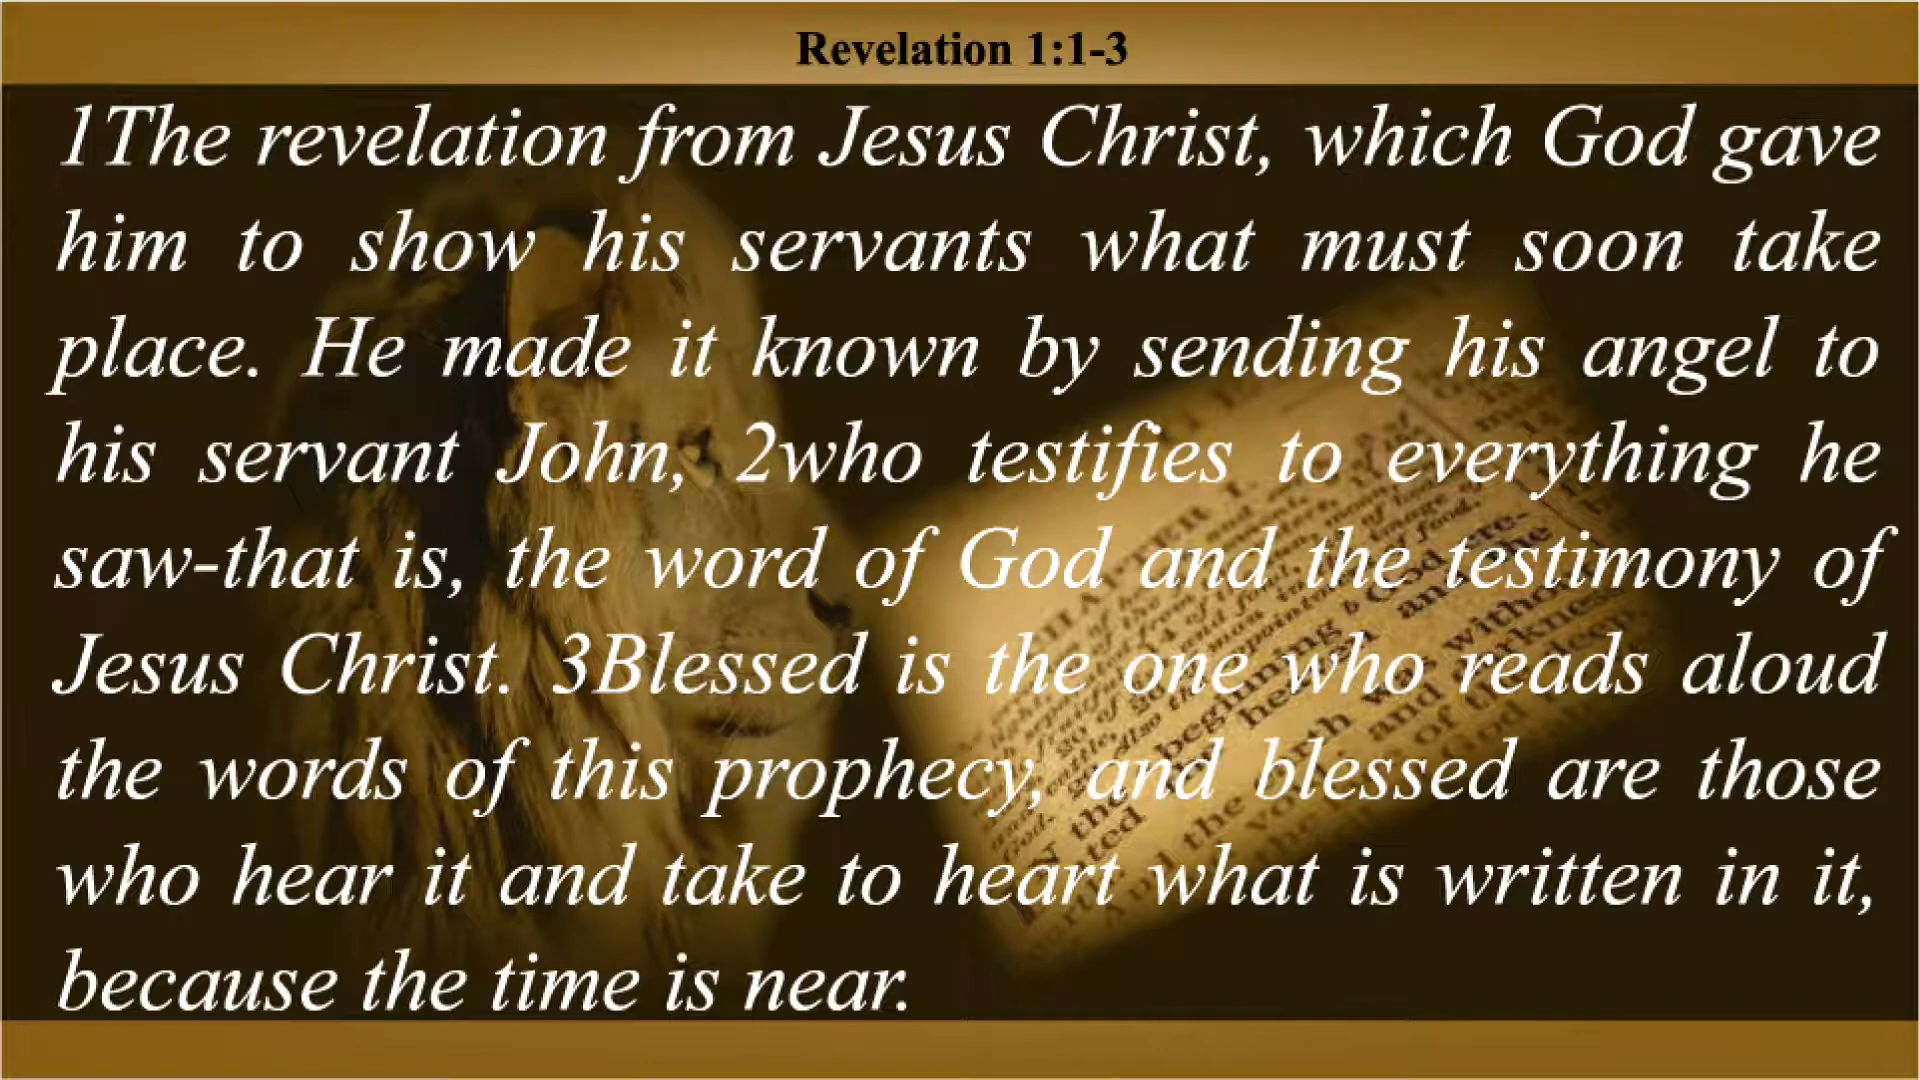 Revelation 1:1-3
1The revelation from Jesus Christ, which God gave
him to show his servants what must soon take
place. He made it known by sending his angel to
his servant John, 2who testifies to everything he
saw-that is, the word of God and the testimony of
Jesus Christ. 3Blessed is the one who reads aloud
the words of this prophecy, and blessed are those
who hear it and take to heart what is written in it,
because the time is near.